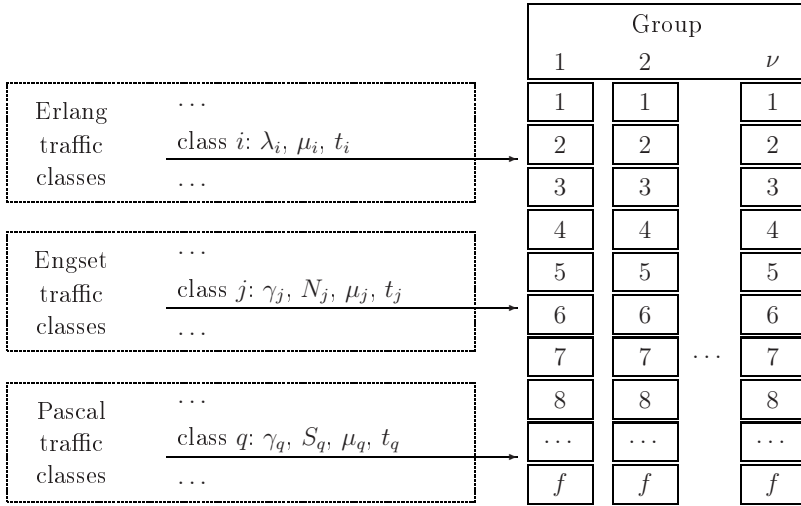 Group
1 2 ν
Erlang traffic classes
...
class i: λ_i, μ_i, t_i
...
Engset traffic classes
...
class j: γ_j, N_j, μ_j, t_j
...
Pascal traffic classes
...
class q: γ_q, S_q, μ_q, t_q
...
1 1 1
2 2 2
3 3 3
4 4 4
5 5 5
6 6 6
7 7 ... 7
8 8 8
... ... ...
f f f